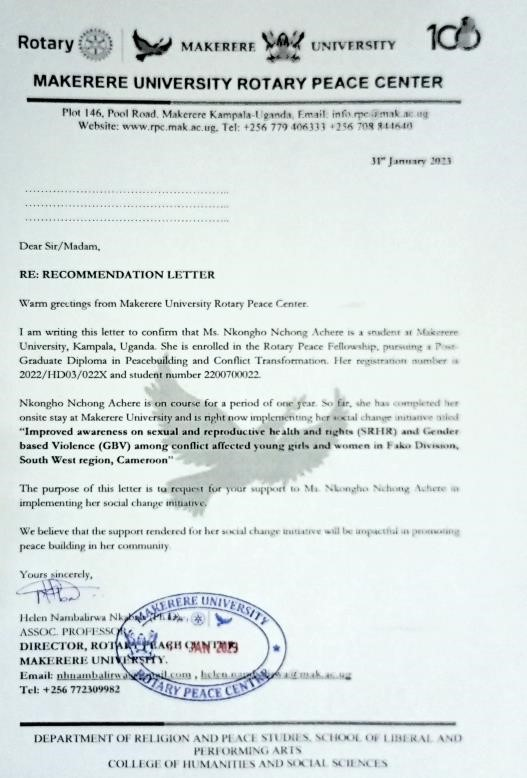 Rotary MAKERERE UNIVERSITY 100
MAKERERE UNIVERSITY ROTARY PEACE CENTER
Plot 146, Pool Road, Makerere Kampala-Uganda, Email: info.rpc@mak.ac.ug
Website: www.rpc.mak.ac.ug, Tel: +256 779 406333 +256 708 844640
31st January 2023
Dear Sir/Madam,
RE: RECOMMENDATION LETTER
Warm greetings from Makerere University Rotary Peace Center.
I am writing this letter to confirm that Ms. Nkongho Nchong Achere is a student at Makerere
University, Kampala, Uganda. She is enrolled in the Rotary Peace Fellowship, pursuing a Post-
Graduate Diploma in Peacebuilding and Conflict Transformation. Her registration number is
2022/HD03/022X and student number 2200700022.
Nkongho Nchong Achere is on course for a period of one year. So far, she has completed her
onsite stay at Makerere University and is right now implementing her social change initiative titled
"Improved awareness on sexual and reproductive health and rights (SRHR) and Gender
based Violence (GBV) among conflict affected young girls and women in Fako Division,
South West region, Cameroon"
The purpose of this letter is to request for your support to Ms. Nkongho Nchong Achere in
implementing her social change initiative.
We believe that the support rendered for her social change initiative will be impactful in promoting
peace building in her community.
Yours sincerely,
Helen Nambalirwa
ASSOC. PROFESSOR
DIRECTOR, ROTARY PEACE CENTER
MAKERERE UNIVERSITY.
Email: nhnambalirwa@gmail.com , helen.nambalirwa@mak.ac.ug
Tel: +256 772309982
MAKERERE UNIVERSITY
JAN 2023
ROTARY PEACE CENTER
DEPARTMENT OF RELIGION AND PEACE STUDIES, SCHOOL OF LIBERAL AND
PERFORMING ARTS
COLLEGE OF HUMANITIES AND SOCIAL SCIENCES